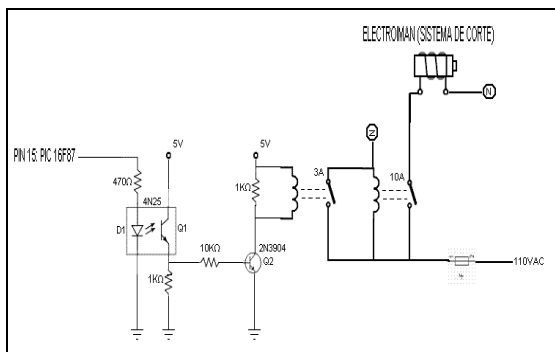 ELECTROIMAN (SISTEMA DE CORTE)
N
N
PIN 15: PIC 16F87
5V
5V
470Ω
1KΩ
3A
10A
4N25
D1
Q1
10KΩ
2N3904
Q2
1KΩ
110VAC